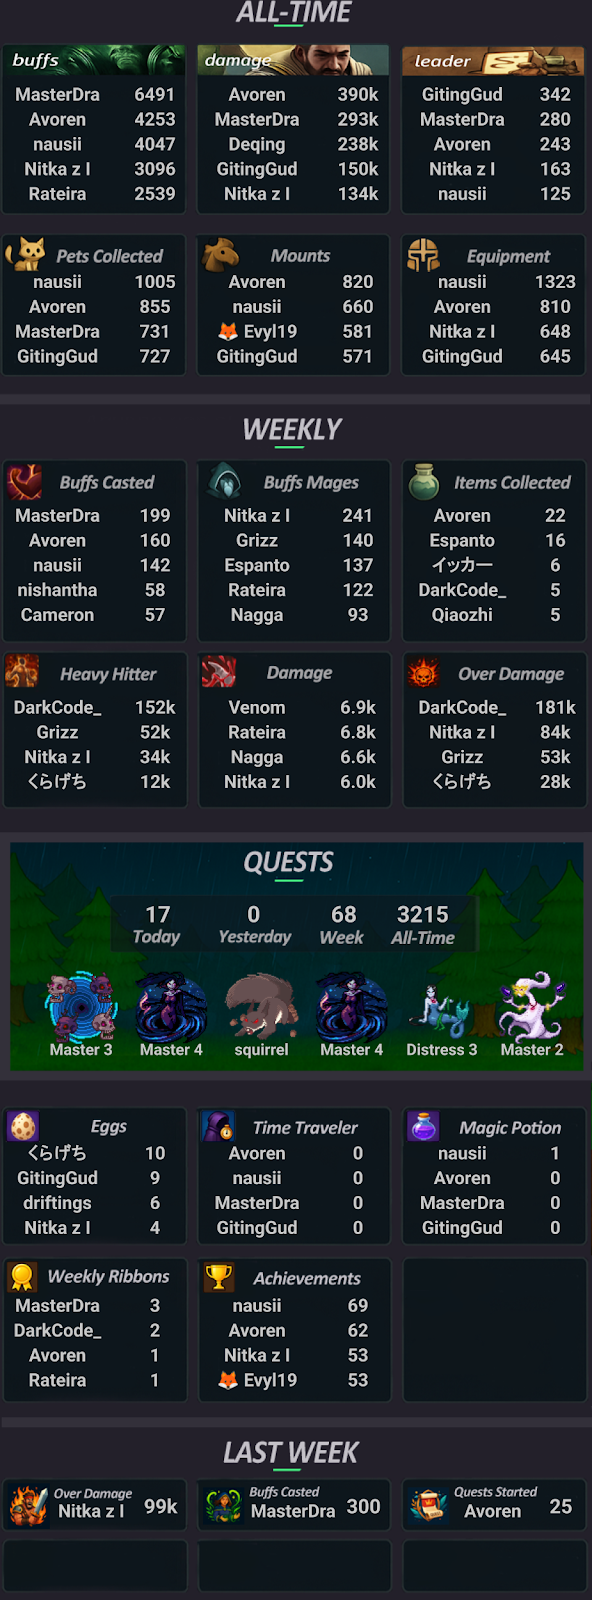 ALL-TIME
buffs
MasterDra 6491
Avoren 4253
nausii 4047
Nitka z I 3096
Rateira 2539
damage
Avoren 390k
MasterDra 293k
Deqing 238k
GitingGud 150k
Nitka z I 134k
leader
GitingGud 342
MasterDra 280
Avoren 243
Nitka z I 163
nausii 125
Pets Collected
nausii 1005
Avoren 855
MasterDra 731
GitingGud 727
Mounts
Avoren 820
nausii 660
🦊 Evyl19 581
GitingGud 571
Equipment
nausii 1323
Avoren 810
Nitka z I 648
GitingGud 645
WEEKLY
Buffs Casted
MasterDra 199
Avoren 160
nausii 142
nishantha 58
Cameron 57
Buffs Mages
Nitka z I 241
Grizz 140
Espanto 137
Rateira 122
Nagga 93
Items Collected
Avoren 22
Espanto 16
イッカー 6
DarkCode_ 5
Qiaozhi 5
Heavy Hitter
DarkCode_ 152k
Grizz 52k
Nitka z I 34k
くらげち 12k
Damage
Venom 6.9k
Rateira 6.8k
Nagga 6.6k
Nitka z I 6.0k
Over Damage
DarkCode_ 181k
Nitka z I 84k
Grizz 53k
くらげち 28k
QUESTS
17 0 68 3215
Today Yesterday Week All-Time
Master 3 Master 4 squirrel Master 4 Distress 3 Master 2
Eggs
くらげち 10
GitingGud 9
driftings 6
Nitka z I 4
Time Traveler
Avoren 0
nausii 0
MasterDra 0
GitingGud 0
Magic Potion
nausii 1
Avoren 0
MasterDra 0
GitingGud 0
Weekly Ribbons
MasterDra 3
DarkCode_ 2
Avoren 1
Rateira 1
Achievements
nausii 69
Avoren 62
Nitka z I 53
🦊 Evyl19 53
LAST WEEK
Over Damage
Nitka z I 99k
Buffs Casted
MasterDra 300
Quests Started
Avoren 25